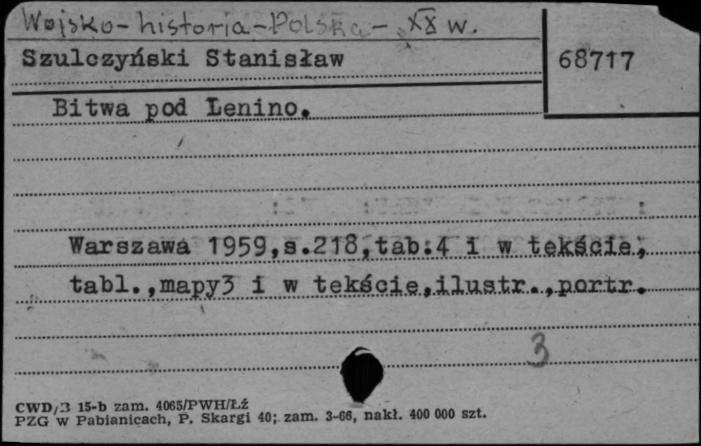 Wojsko - historia - Polska - XX w.
Szulczyński Stanisław
68717
Bitwa pod Lenino.
Warszawa 1959,s.218,tab:4 i w tekście,
tabl.,mapy3 i w tekście,ilustr.,portr.
3
CWD/3 15-b zam. 4065/PWH/Łź
PZG w Pabianicach, P. Skargi 40; zam. 3-66, nakł. 400 000 szt.